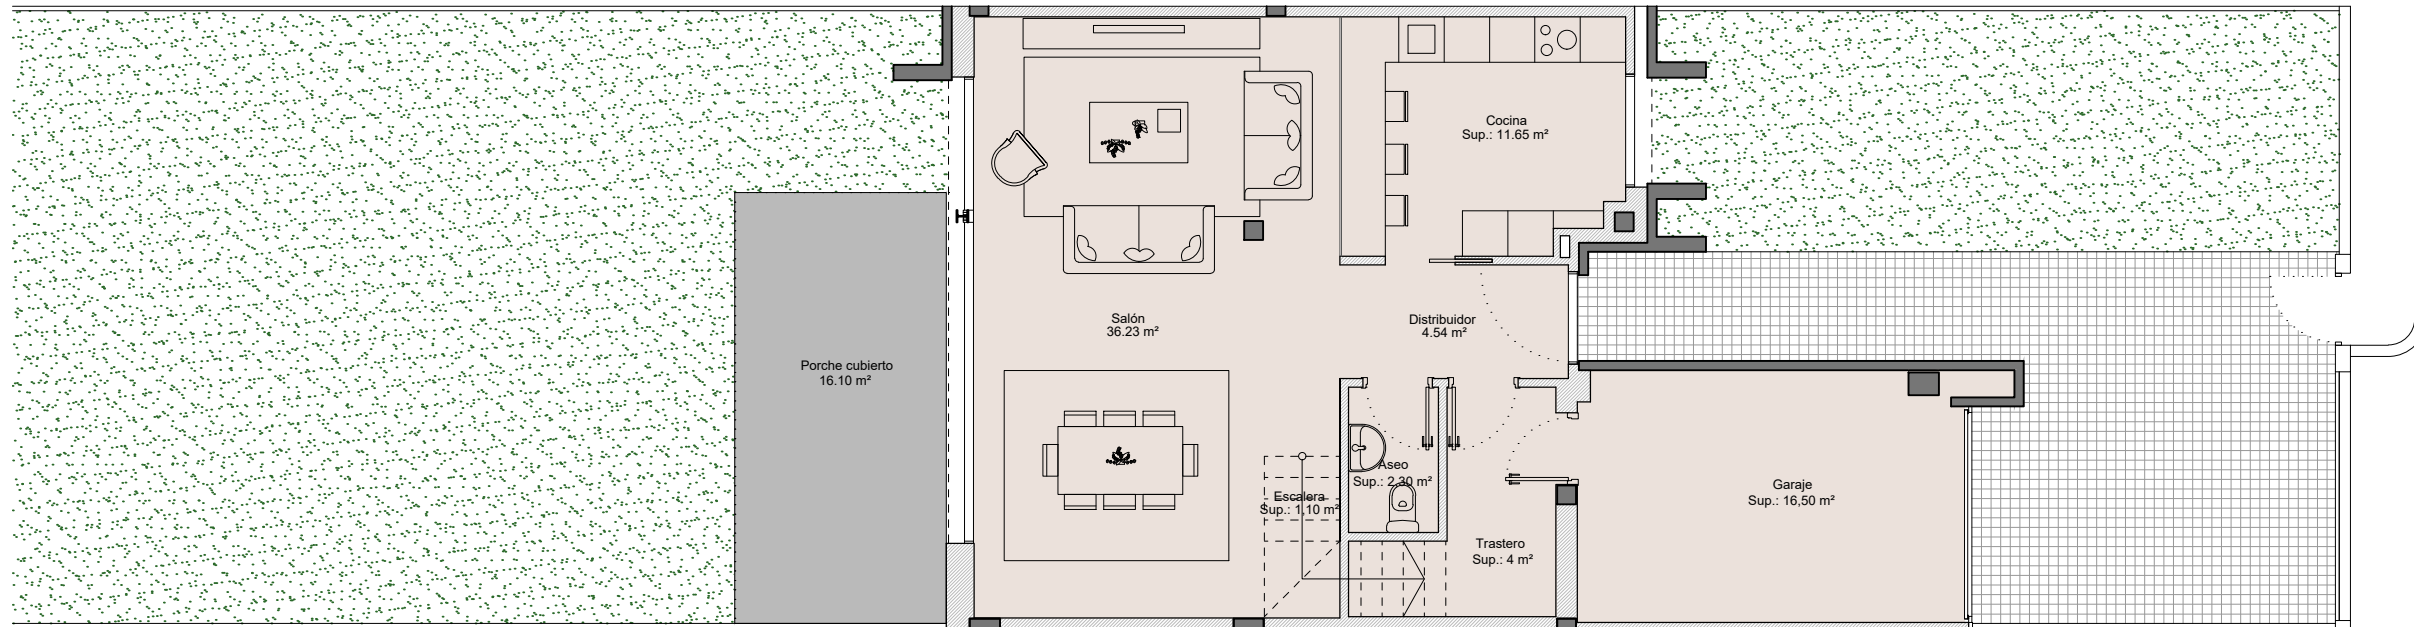 Cocina
Sup.: 11.65 m²
Salón
36.23 m²
Distribuidor
4.54 m²
Porche cubierto
16.10 m²
Aseo
Sup.: 2,30 m²
Escalera
Sup.: 1,10 m²
Garaje
Sup.: 16,50 m²
Trastero
Sup.: 4 m²